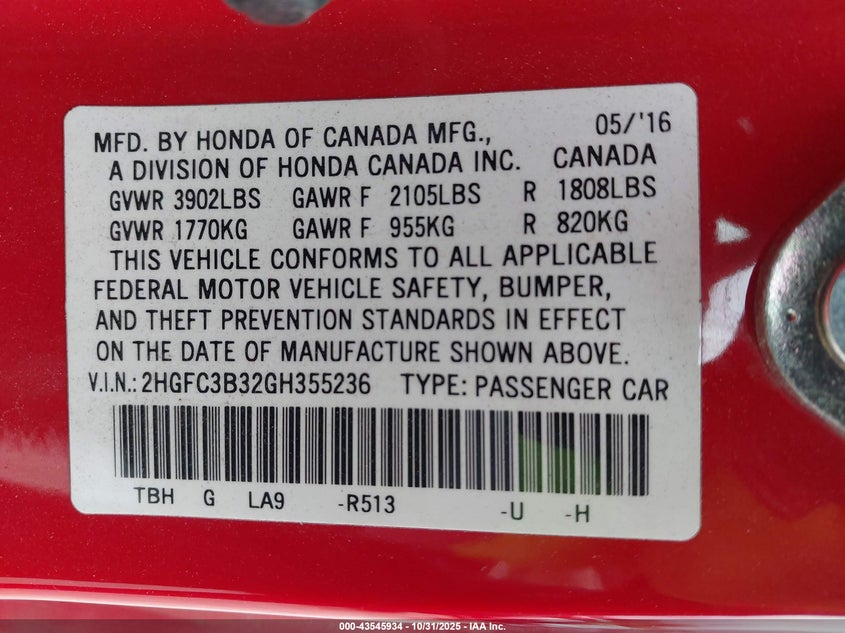 05/'16
MFD. BY HONDA OF CANADA MFG.,
A DIVISION OF HONDA CANADA INC. CANADA
GVWR 3902LBS GAWR F 2105LBS R 1808LBS
GVWR 1770KG GAWR F 955KG R 820KG
THIS VEHICLE CONFORMS TO ALL APPLICABLE
FEDERAL MOTOR VEHICLE SAFETY, BUMPER,
AND THEFT PREVENTION STANDARDS IN EFFECT
ON THE DATE OF MANUFACTURE SHOWN ABOVE.
V.I.N.: 2HGFC3B32GH355236 TYPE: PASSENGER CAR
TBH G LA9 -R513 -U -H
000-43545934 - 10/31/2025 - IAA Inc.